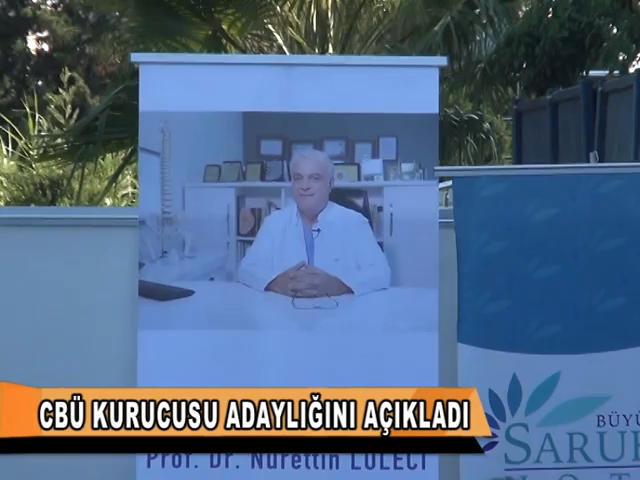 CBÜ KURUCUSU ADAYLIĞINI AÇIKLADI
Prof. Dr. Nurettin LÜLECİ
BÜYÜ
SARUH